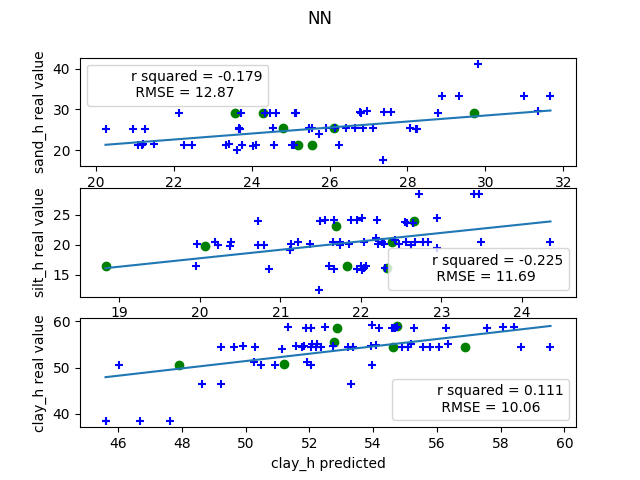 NN
sand_h real value
40
30
20
r squared = -0.179
RMSE = 12.87
20 22 24 26 28 30 32
silt_h real value
25
20
15
r squared = -0.225
RMSE = 11.69
19 20 21 22 23 24
clay_h real value
60
50
40
r squared = 0.111
RMSE = 10.06
46 48 50 52 54 56 58 60
clay_h predicted